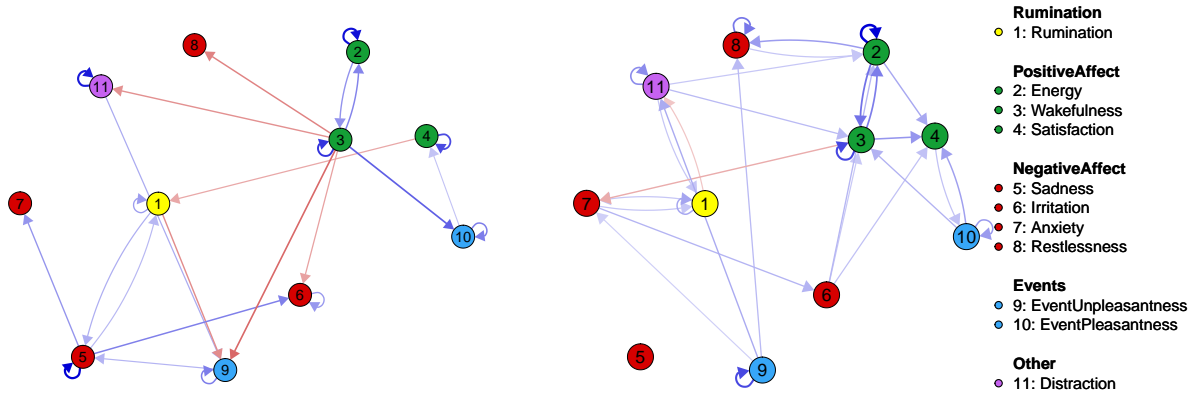 8
2
11
3
4
7
1
10
6
5
9
8
2
11
3
4
7
1
10
6
5
9
Rumination
1: Rumination
PositiveAffect
2: Energy
3: Wakefulness
4: Satisfaction
NegativeAffect
5: Sadness
6: Irritation
7: Anxiety
8: Restlessness
Events
9: EventUnpleasantness
10: EventPleasantness
Other
11: Distraction